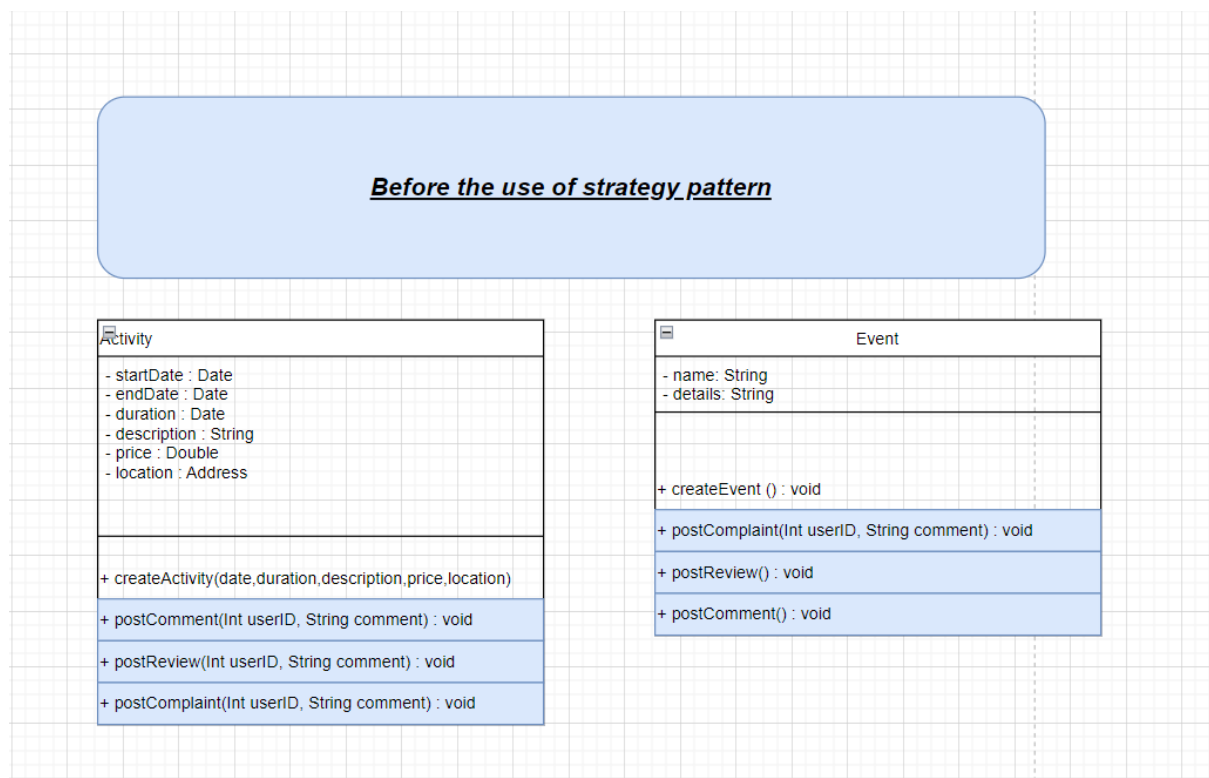 Before the use of strategy pattern
Activity
- startDate : Date
- endDate : Date
- duration : Date
- description : String
- price : Double
- location : Address
+ createActivity(date,duration,description,price,location)
+ postComment(Int userID, String comment) : void
+ postReview(Int userID, String comment) : void
+ postComplaint(Int userID, String comment) : void
Event
- name: String
- details: String
+ createEvent () : void
+ postComplaint(Int userID, String comment) : void
+ postReview() : void
+ postComment() : void